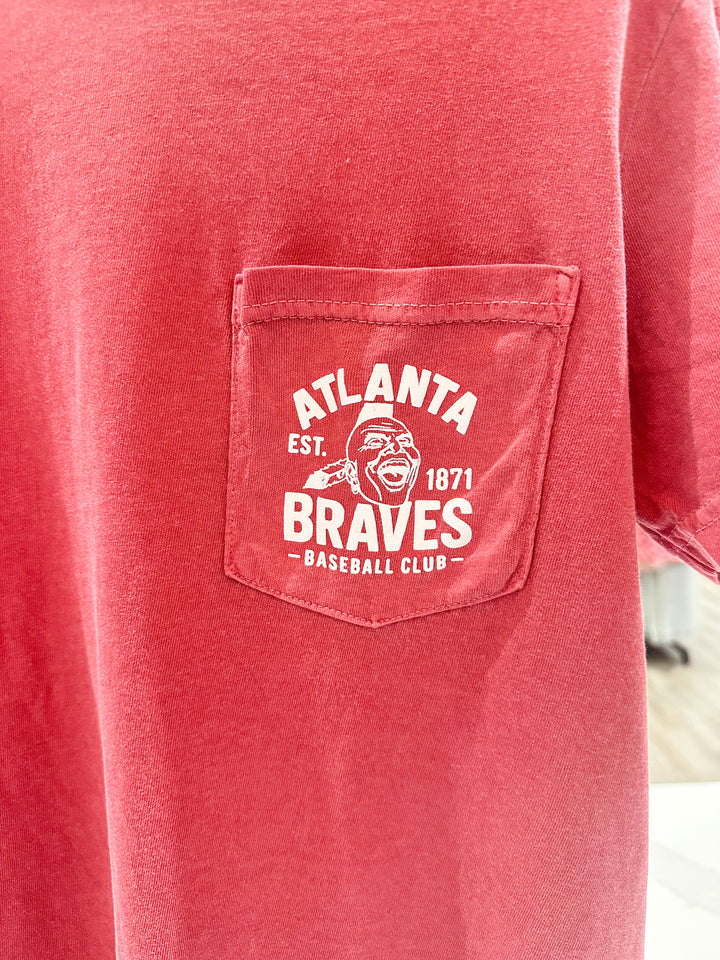 ATLANTA
EST. 1871
BRAVES
– BASEBALL CLUB –